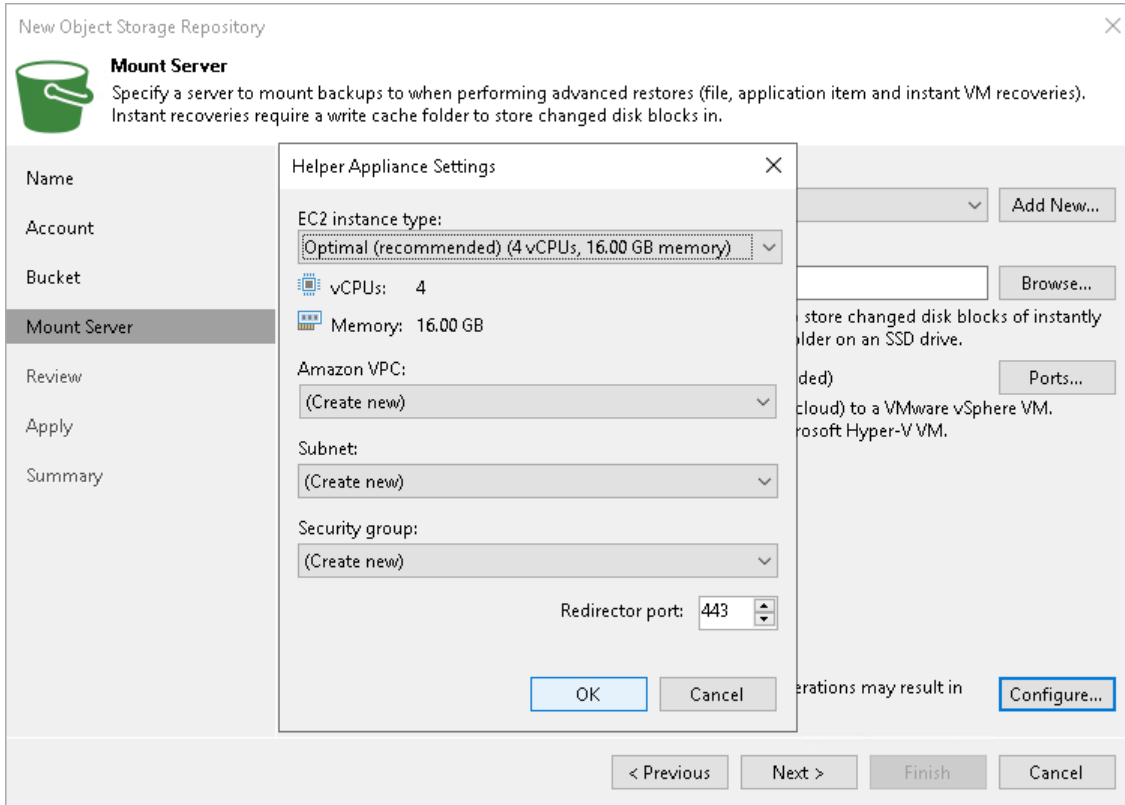 New Object Storage Repository
Mount Server
Specify a server to mount backups to when performing advanced restores (file, application item and instant VM recoveries).
Instant recoveries require a write cache folder to store changed disk blocks in.
Name
Account
Bucket
Mount Server
Review
Apply
Summary
Helper Appliance Settings
EC2 instance type:
Optimal (recommended) (4 vCPUs, 16.00 GB memory)
vCPUs: 4
Memory: 16.00 GB
Amazon VPC:
(Create new)
Subnet:
(Create new)
Security group:
(Create new)
Redirector port: 443
OK Cancel
Add New...
Browse...
store changed disk blocks of instantly
on an SSD drive.
Ports...
cloud) to a VMware vSphere VM.
Hyper-V VM.
may result in
Configure...
< Previous Next > Finish Cancel